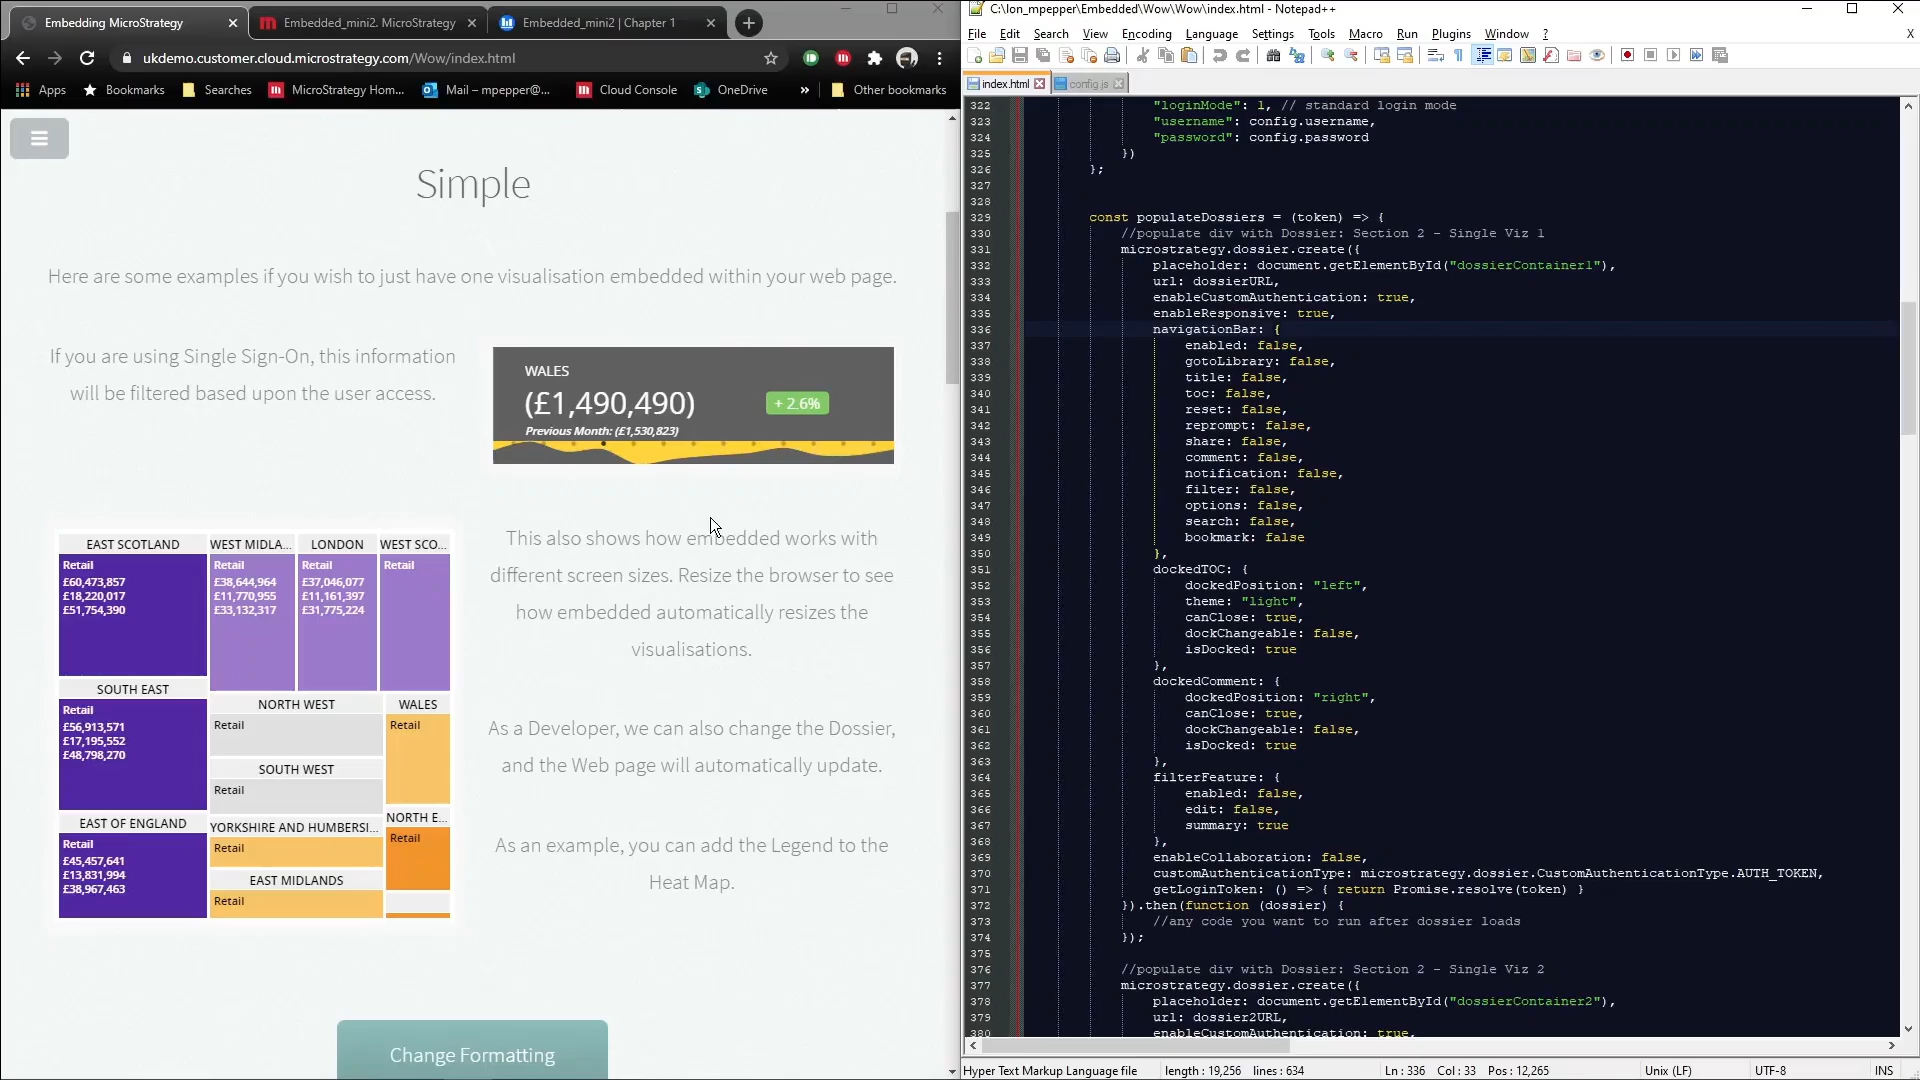 Embedding MicroStrategy
Embedded_mini2. MicroStrategy
Embedded_mini2 | Chapter 1
ukdemo.customer.cloud.microstrategy.com/Wow/index.html
Apps
Bookmarks
Searches
MicroStrategy Hom...
Mail – mpepper@...
Cloud Console
OneDrive
»
Other bookmarks
Simple
Here are some examples if you wish to just have one visualisation embedded within your web page.
If you are using Single Sign-On, this information
will be filtered based upon the user access.
WALES
(£1,490,490)
+ 2.6%
Previous Month: (£1,530,823)
EAST SCOTLAND
Retail
£60,473,857
£18,220,017
£51,754,390
WEST MIDLA...
Retail
£38,644,964
£11,770,955
£33,132,317
LONDON
Retail
£37,046,077
£11,161,397
£31,775,224
WEST SCO...
Retail
SOUTH EAST
Retail
£56,913,571
£17,195,552
£48,798,270
NORTH WEST
Retail
WALES
Retail
SOUTH WEST
Retail
EAST OF ENGLAND
Retail
£45,457,641
£13,831,994
£38,967,463
YORKSHIRE AND HUMBERSI...
Retail
NORTH E...
Retail
EAST MIDLANDS
Retail
This also shows how embedded works with
different screen sizes. Resize the browser to see
how embedded automatically resizes the
visualisations.
As a Developer, we can also change the Dossier,
and the Web page will automatically update.
As an example, you can add the Legend to the
Heat Map.
Change Formatting
C:\lon_mpepper\Embedded\Wow\Wow\index.html - Notepad++
File Edit Search View Encoding Language Settings Tools Macro Run Plugins Window ? X
index.html
config.js
322 "loginMode": 1, // standard login mode
323 "username": config.username,
324 "password": config.password
325 })
326 };
327
328
329 const populateDossiers = (token) => {
330 //populate div with Dossier: Section 2 - Single Viz 1
331 microstrategy.dossier.create({
332 placeholder: document.getElementById("dossierContainer1"),
333 url: dossierURL,
334 enableCustomAuthentication: true,
335 enableResponsive: true,
336 navigationBar: {
337 enabled: false,
338 gotoLibrary: false,
339 title: false,
340 toc: false,
341 reset: false,
342 reprompt: false,
343 share: false,
344 comment: false,
345 notification: false,
346 filter: false,
347 options: false,
348 search: false,
349 bookmark: false
350 },
351 dockedTOC: {
352 dockedPosition: "left",
353 theme: "light",
354 canClose: true,
355 dockChangeable: false,
356 isDocked: true
357 },
358 dockedComment: {
359 dockedPosition: "right",
360 canClose: true,
361 dockChangeable: false,
362 isDocked: true
363 },
364 filterFeature: {
365 enabled: false,
366 edit: false,
367 summary: true
368 },
369 enableCollaboration: false,
370 customAuthenticationType: microstrategy.dossier.CustomAuthenticationType.AUTH_TOKEN,
371 getLoginToken: () => { return Promise.resolve(token) }
372 }).then(function (dossier) {
373 //any code you want to run after dossier loads
374 });
375
376 //populate div with Dossier: Section 2 - Single Viz 2
377 microstrategy.dossier.create({
378 placeholder: document.getElementById("dossierContainer2"),
379 url: dossier2URL,
380 enableCustomAuthentication: true,
Hyper Text Markup Language file length : 19,256 lines : 634 Ln : 336 Col : 33 Pos : 12,265 Unix (LF) UTF-8 INS